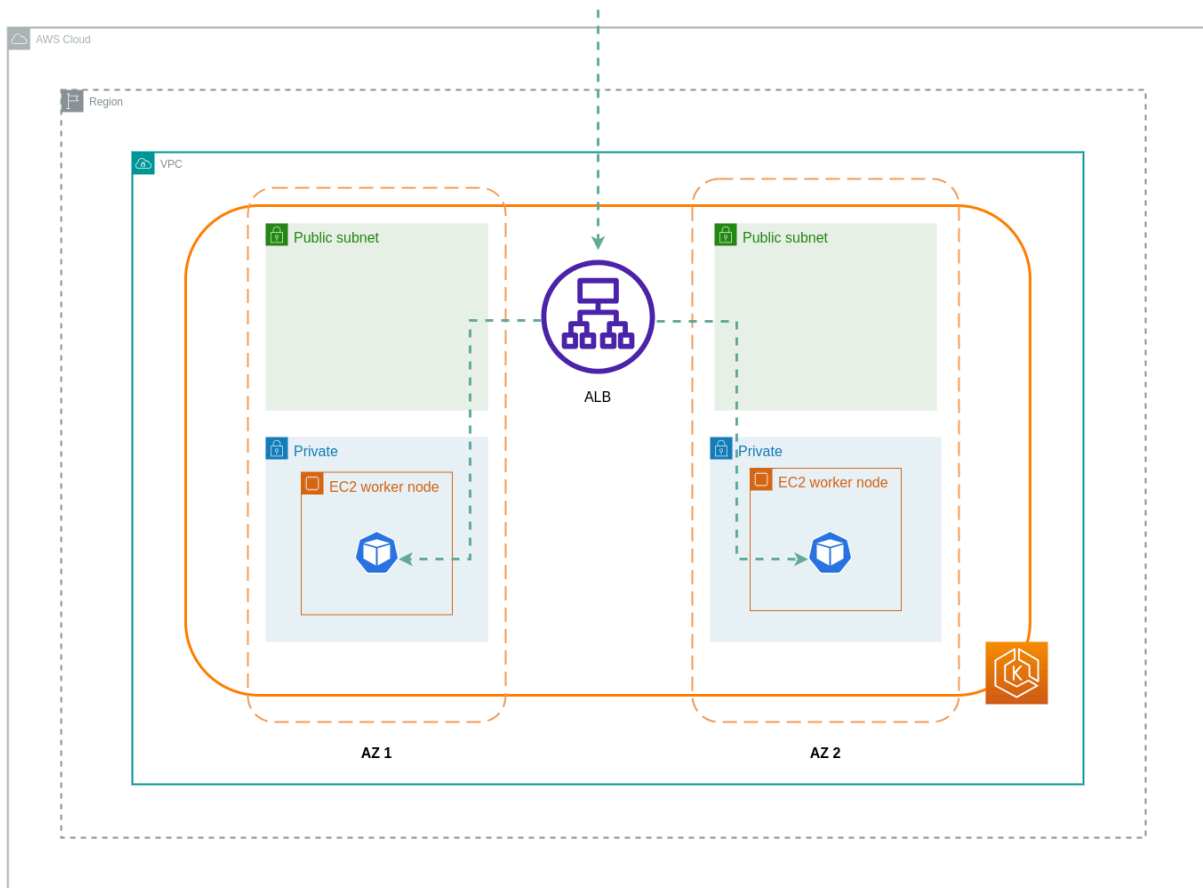 AWS Cloud
Region
VPC
Public subnet
Public subnet
ALB
Private
Private
EC2 worker node
EC2 worker node
K
AZ 1
AZ 2